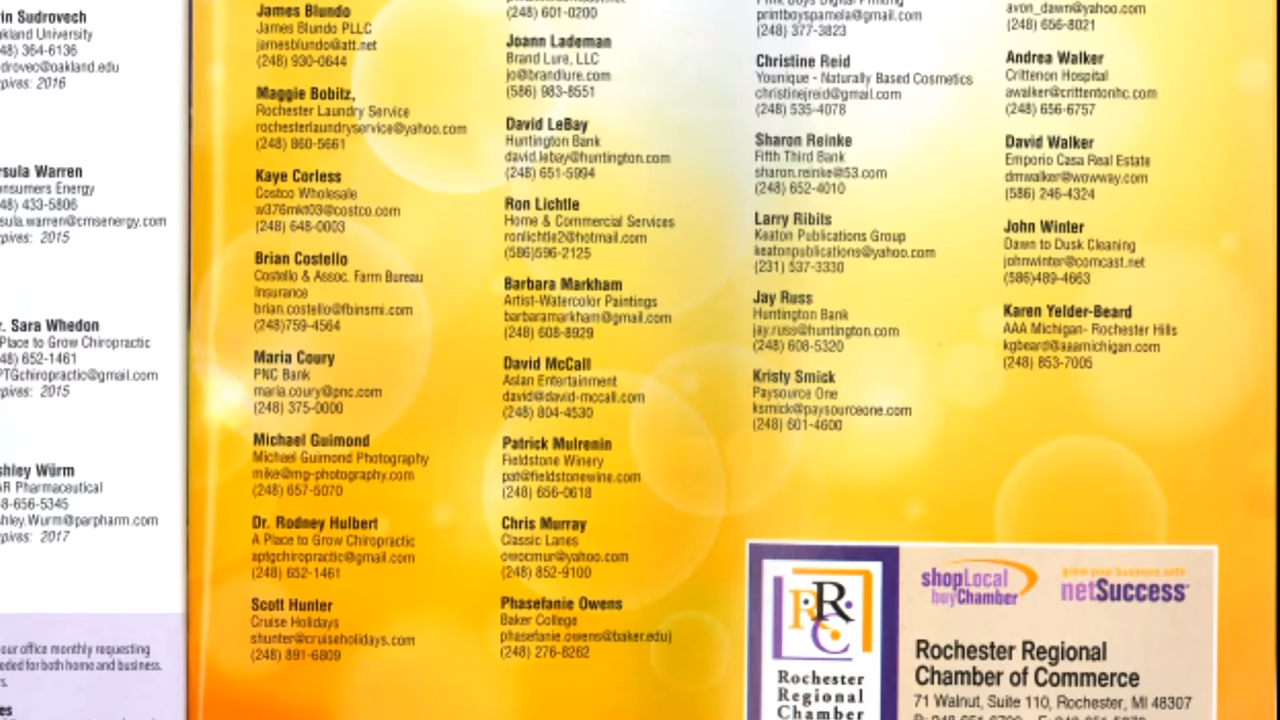 in Sudrovech
akland University
48) 364-6136
drovec@oakland.edu
pires: 2016
rsula Warren
onsumers Energy
48) 433-5806
sula.warren@cmsenergy.com
pires: 2015
r. Sara Whedon
Place to Grow Chiropractic
48) 652-1461
PTGchiropractic@gmail.com
pires: 2015
shley Würm
AR Pharmaceutical
8-656-5345
hley.Wurm@parpharm.com
pires: 2017
our office monthly requesting
eded for both home and business.
s.
es
James Blundo
James Blundo PLLC
jamesblundo@att.net
(248) 930-0644
Maggie Bobitz,
Rochester Laundry Service
rochesterlaundryservice@yahoo.com
(248) 860-5661
Kaye Corless
Costco Wholesale
w376mkt03@costco.com
(248) 648-0003
Brian Costello
Costello & Assoc. Farm Bureau
Insurance
brian.costello@fbinsmi.com
(248)759-4564
Maria Coury
PNC Bank
maria.coury@pnc.com
(248) 375-0000
Michael Guimond
Michael Guimond Photography
mike@mg-photography.com
(248) 657-5070
Dr. Rodney Hulbert
A Place to Grow Chiropractic
aptgchiropractic@gmail.com
(248) 652-1461
Scott Hunter
Cruise Holidays
shunter@cruiseholidays.com
(248) 891-6809
(248) 601-0200
Joann Lademan
Brand Lure, LLC
jo@brandlure.com
(586) 983-8551
David LeBay
Huntington Bank
david.lebay@huntington.com
(248) 651-5994
Ron Lichtle
Home & Commercial Services
ronlichtle2@hotmail.com
(586)596-2125
Barbara Markham
Artist-Watercolor Paintings
barbaramarkham@gmail.com
(248) 608-8929
David McCall
Aslan Entertainment
david@david-mccall.com
(248) 804-4530
Patrick Mulrenin
Fieldstone Winery
pat@fieldstonewine.com
(248) 656-0618
Chris Murray
Classic Lanes
cwocmur@yahoo.com
(248) 852-9100
Phasefanie Owens
Baker College
phasefanie.owens@baker.edu)
(248) 276-8262
printboyspamela@gmail.com
(248) 377-3823
Christine Reid
Younique - Naturally Based Cosmetics
christinejreid@gmail.com
(248) 535-4078
Sharon Reinke
Fifth Third Bank
sharon.reinke@53.com
(248) 652-4010
Larry Ribits
Keaton Publications Group
keatonpublications@yahoo.com
(231) 537-3330
Jay Russ
Huntington Bank
jay.russ@huntington.com
(248) 608-5320
Kristy Smick
Paysource One
ksmick@paysourceone.com
(248) 601-4600
avon_dawn@yahoo.com
(248) 656-8021
Andrea Walker
Crittenon Hospital
awalker@crittentonhc.com
(248) 656-6757
David Walker
Emporio Casa Real Estate
dmwalker@wowway.com
(586) 246-4324
John Winter
Dawn to Dusk Cleaning
johnwinter@comcast.net
(586)489-4663
Karen Yelder-Beard
AAA Michigan- Rochester Hills
kgbeard@aaamichigan.com
(248) 853-7005
RRC
Rochester
Regional
Chamber
shopLocal
buyChamber
grow your business with
netSuccess
Rochester Regional
Chamber of Commerce
71 Walnut, Suite 110, Rochester, MI 48307